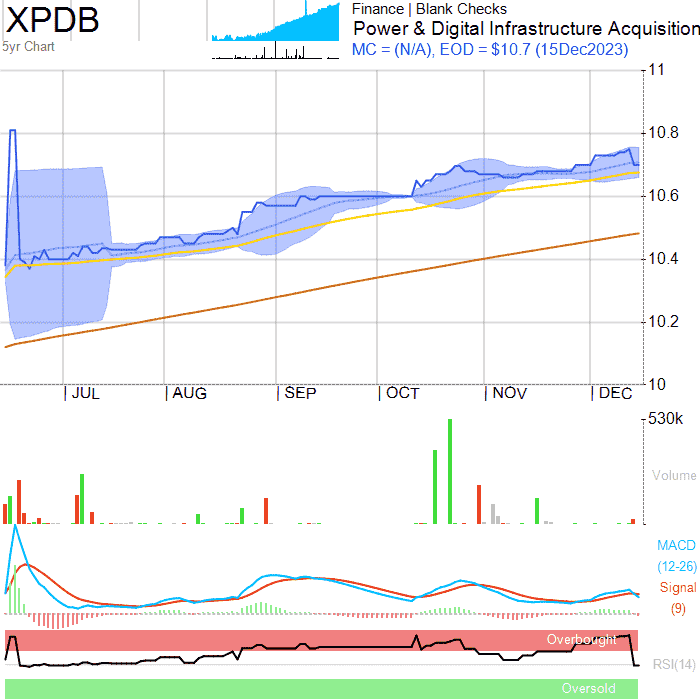 XPDB
5yr Chart
Finance | Blank Checks
Power & Digital Infrastructure Acquisition
MC = (N/A), EOD = $10.7 (15Dec2023)
11
10.8
10.6
10.4
10.2
10
JUL
AUG
SEP
OCT
NOV
DEC
530k
Volume
MACD
(12-26)
Signal
(9)
Overbought
RSI(14)
Oversold